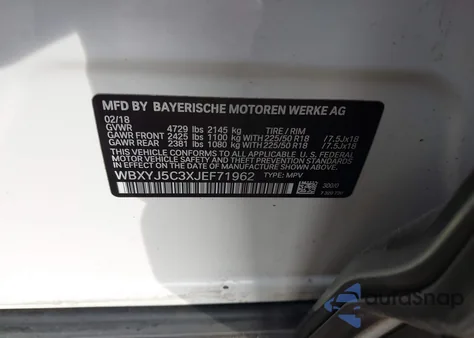 MFD BY BAYERISCHE MOTOREN WERKE AG
02/18
GVWR 4729 lbs 2145 kg TIRE / RIM
GAWR FRONT 2425 lbs 1100 kg WITH 225/50 R18 /7.5Jx18
GAWR REAR 2381 lbs 1080 kg WITH 225/50 R18 /7.5Jx18
THIS VEHICLE CONFORMS TO ALL APPLICABLE U. S. FEDERAL
MOTOR VEHICLE SAFETY, BUMPER, AND THEFT PREVENTION
STANDARDS IN EFFECT ON THE DATE OF MANUFACTURE SHOWN ABOVE.
WBXYJ5C3XJEF71962 TYPE: MPV
autoSnap